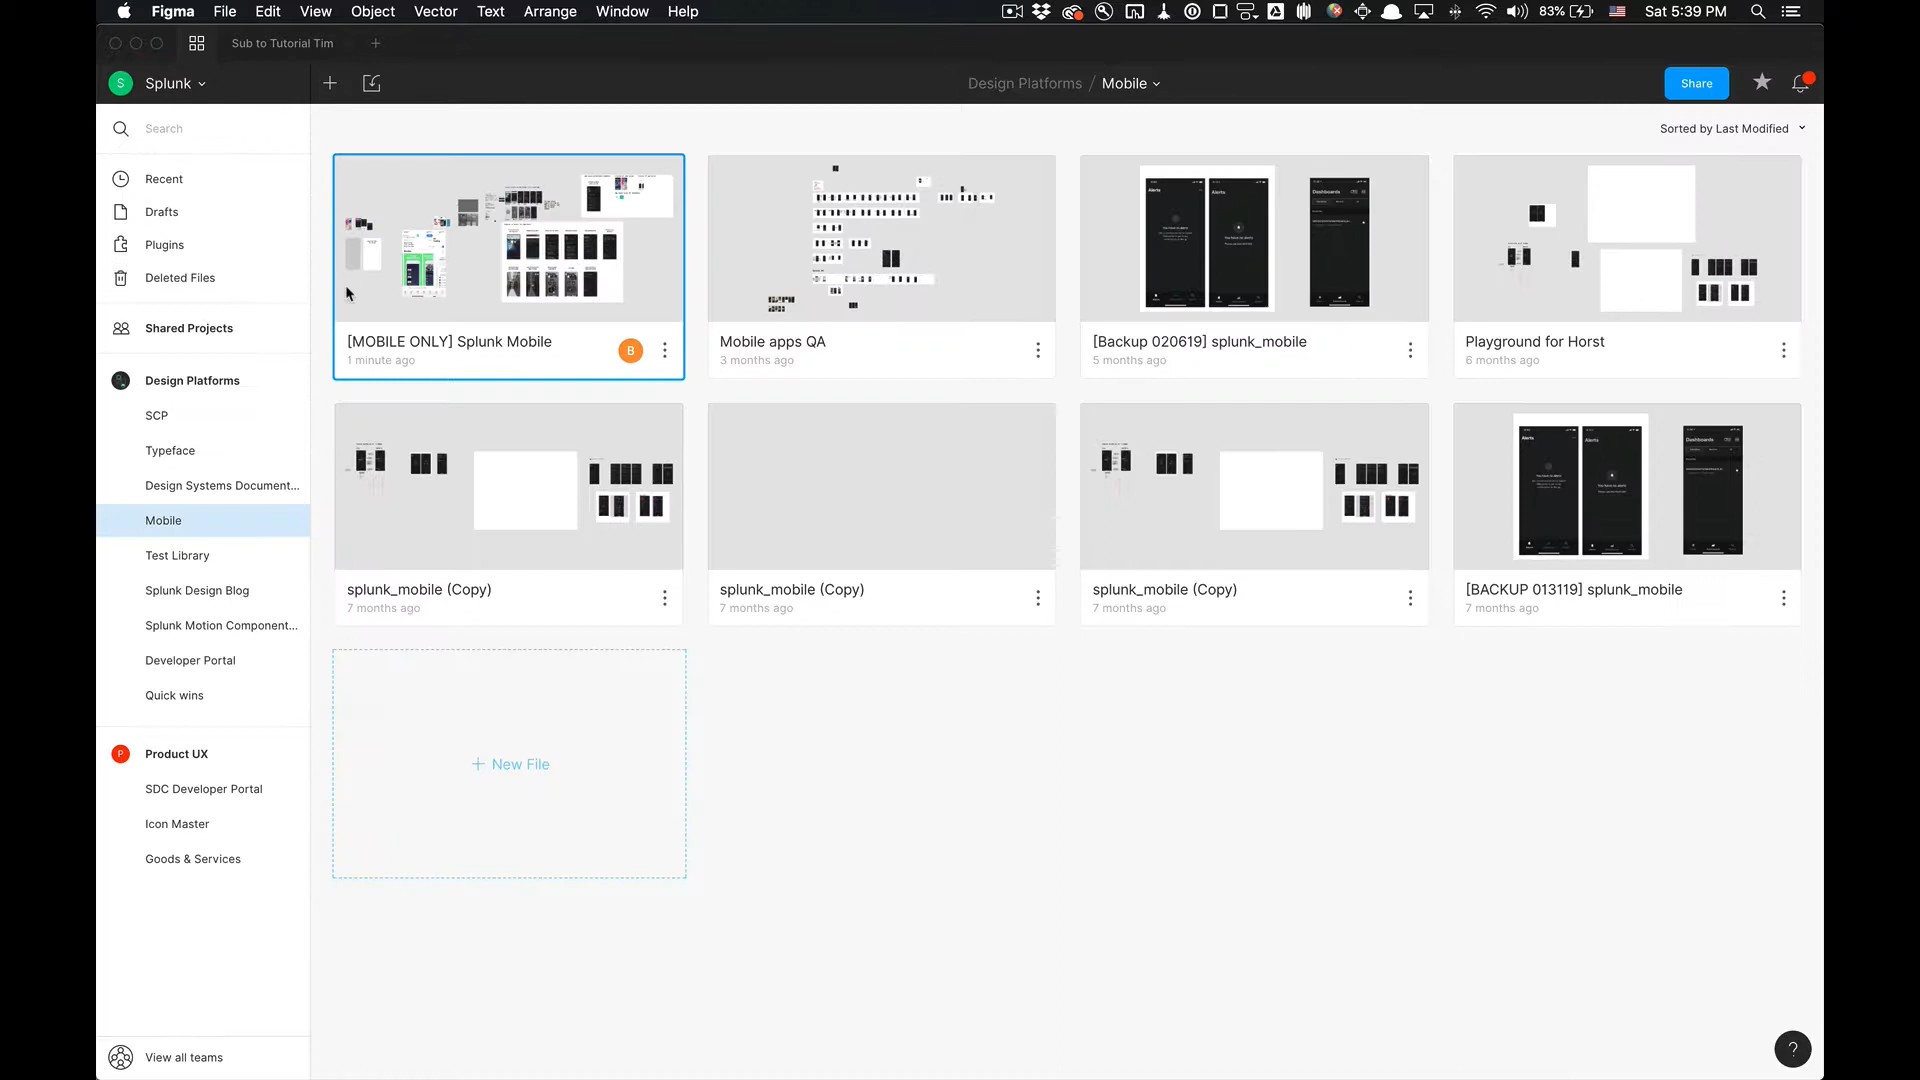 Figma File Edit View Object Vector Text Arrange Window Help 83% Sat 5:39 PM
Sub to Tutorial Tim
S Splunk Design Platforms / Mobile Share
Search
Sorted by Last Modified
Recent
Drafts
Plugins
Deleted Files
Shared Projects
Design Platforms
SCP
Typeface
Design Systems Document...
Mobile
Test Library
Splunk Design Blog
Splunk Motion Component...
Developer Portal
Quick wins
P Product UX
SDC Developer Portal
Icon Master
Goods & Services
View all teams
[MOBILE ONLY] Splunk Mobile
1 minute ago
B
Mobile apps QA
3 months ago
Alerts
Dashboards
[Backup 020619] splunk_mobile
5 months ago
Playground for Horst
6 months ago
splunk_mobile (Copy)
7 months ago
splunk_mobile (Copy)
7 months ago
splunk_mobile (Copy)
7 months ago
Alerts
Alerts
Dashboards
[BACKUP 013119] splunk_mobile
7 months ago
+ New File
?